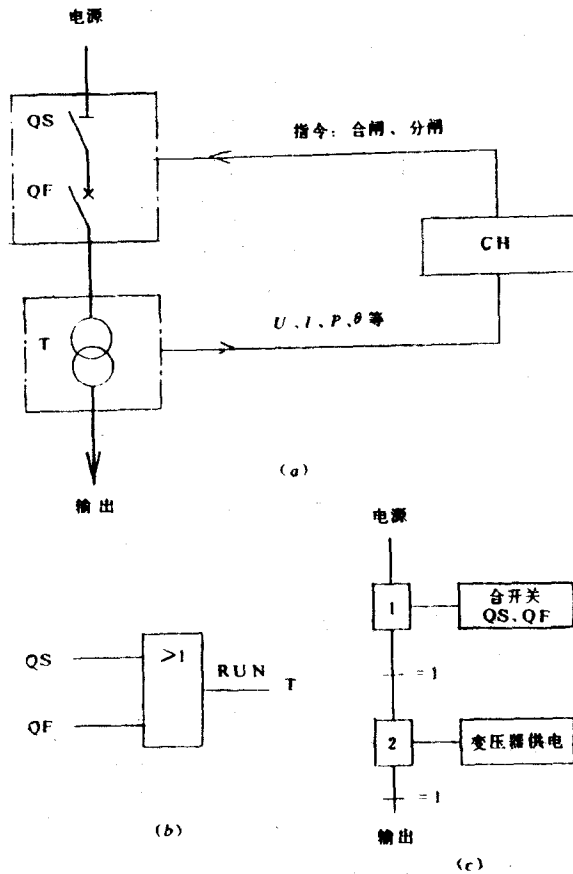 电源
QS
指令：合闸、分闸
QF
CH
U、I、P、θ 等
T
(a)
输出
电源
1
合开关
QS、QF
>1
QS
RUN
T
=1
QF
2
变压器供电
=1
(b)
输出
(c)